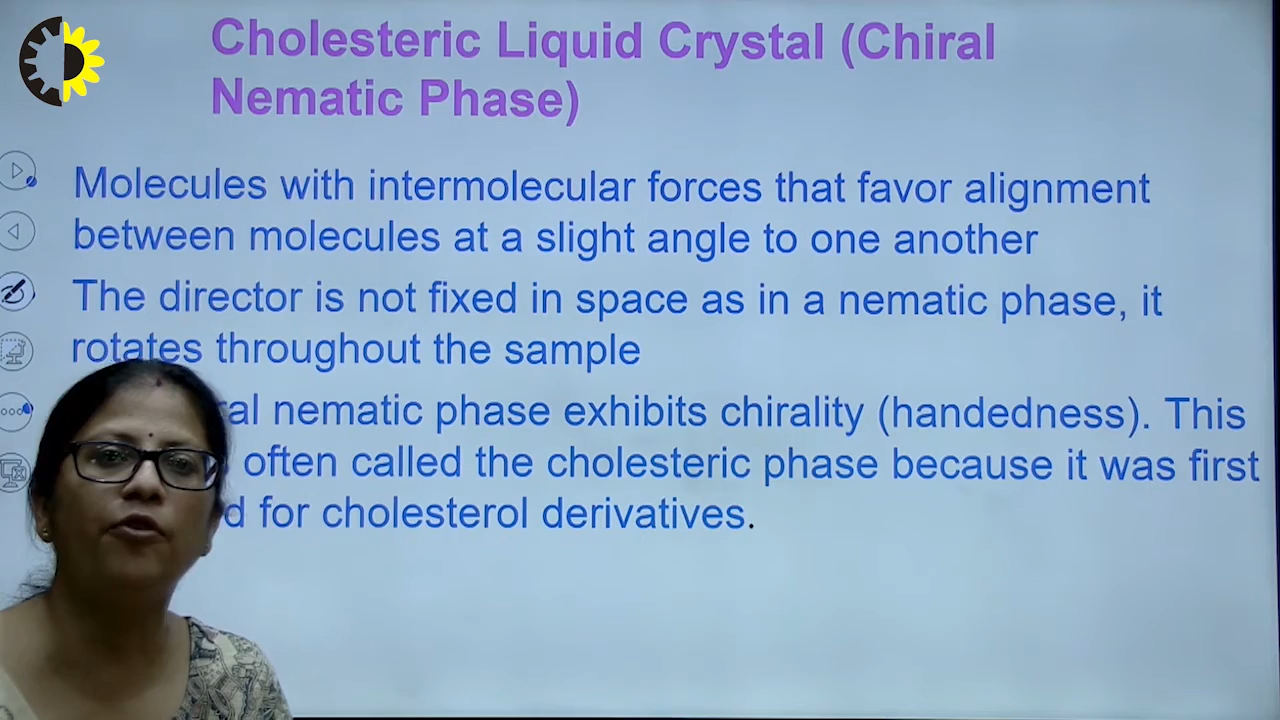 Cholesteric Liquid Crystal (Chiral
Nematic Phase)
Molecules with intermolecular forces that favor alignment
between molecules at a slight angle to one another
The director is not fixed in space as in a nematic phase, it
rotates throughout the sample
ral nematic phase exhibits chirality (handedness). This
often called the cholesteric phase because it was first
d for cholesterol derivatives.